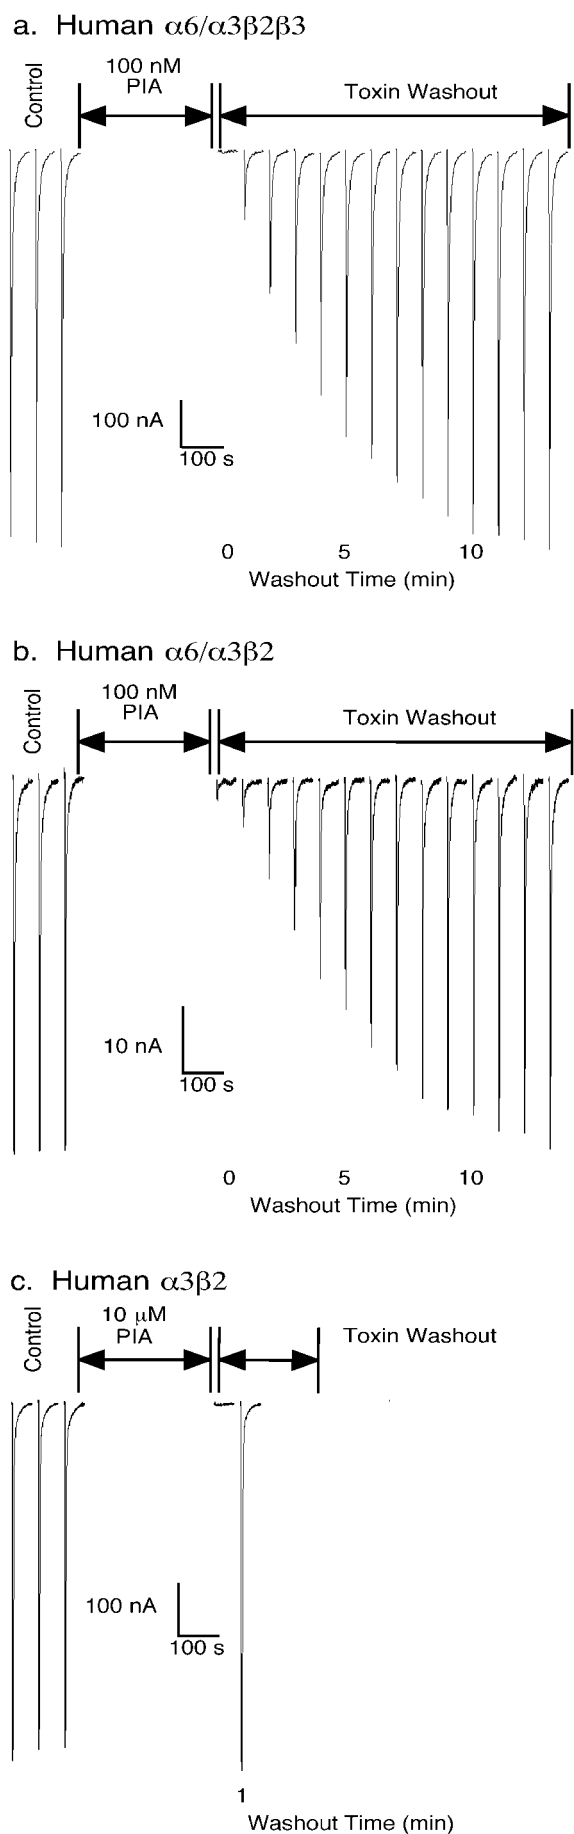 a. Human α6/α3β2β3
Control
100 nM
PIA
Toxin Washout
100 nA
100 s
0 5 10
Washout Time (min)
b. Human α6/α3β2
Control
100 nM
PIA
Toxin Washout
10 nA
100 s
0 5 10
Washout Time (min)
c. Human α3β2
Control
10 μM
PIA
Toxin Washout
100 nA
100 s
1
Washout Time (min)